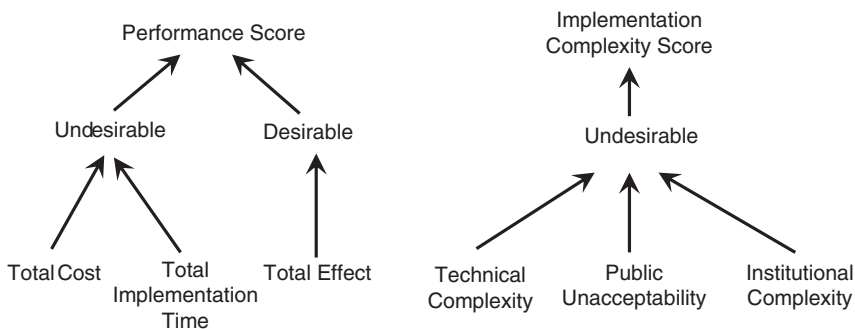 Performance Score
Undesirable
Desirable
Total Cost
Total
Implementation
Time
Total Effect
Implementation
Complexity Score
Undesirable
Technical
Complexity
Public
Unacceptability
Institutional
Complexity